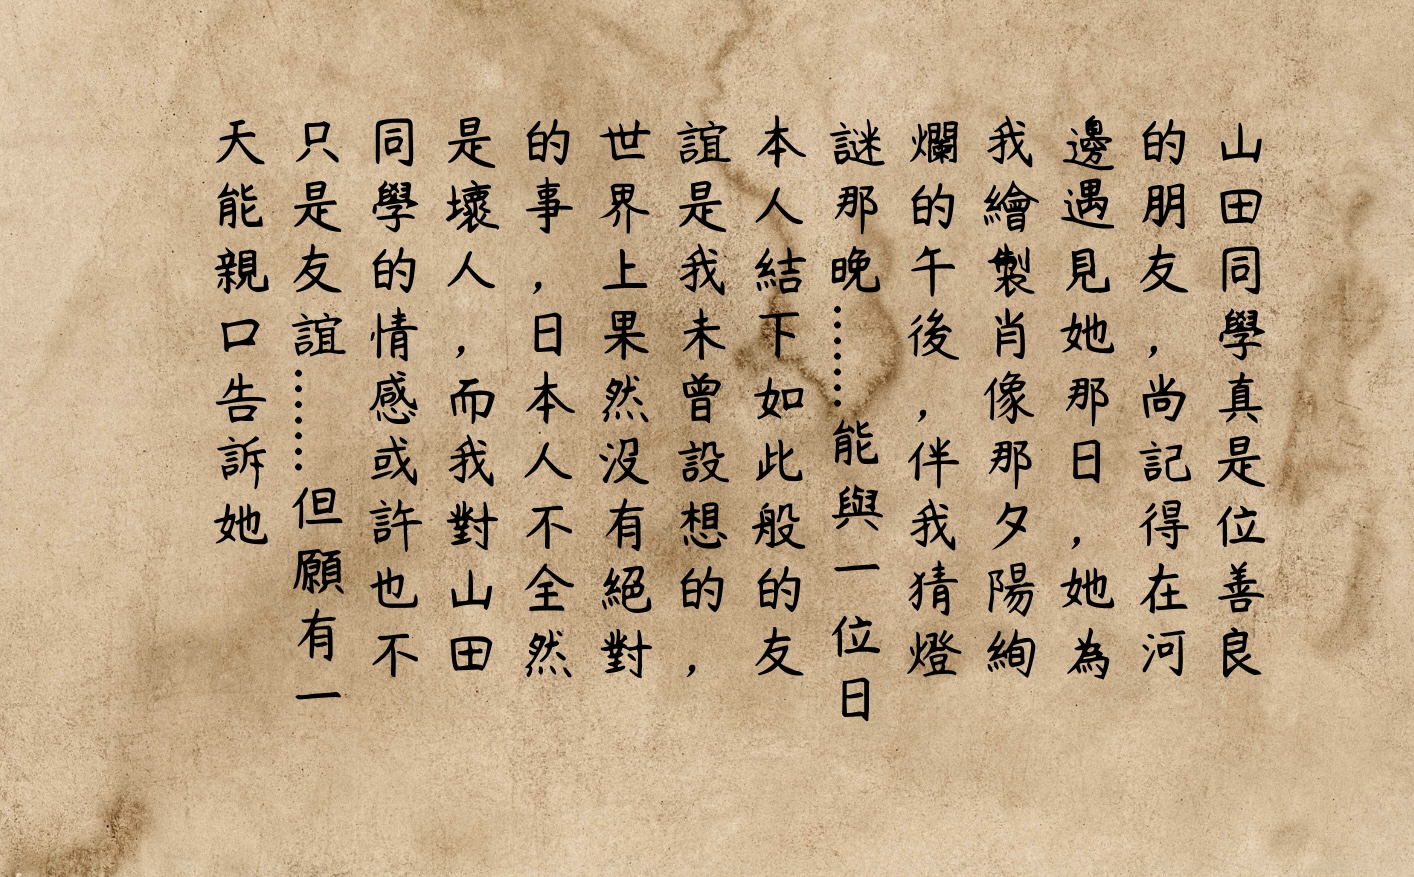 山田同學真是位善良
的朋友，尚記得在河
邊遇見她那日，她為
我繪製肖像那夕陽絢
爛的午後，伴我猜燈
謎那晚……能與一位日
本人結下如此般的友
誼是我未曾設想的，
世界上果然沒有絕對
的事，日本人不全然
是壞人，而我對山田
同學的情感或許也不
只是友誼……但願有一
天能親口告訴她